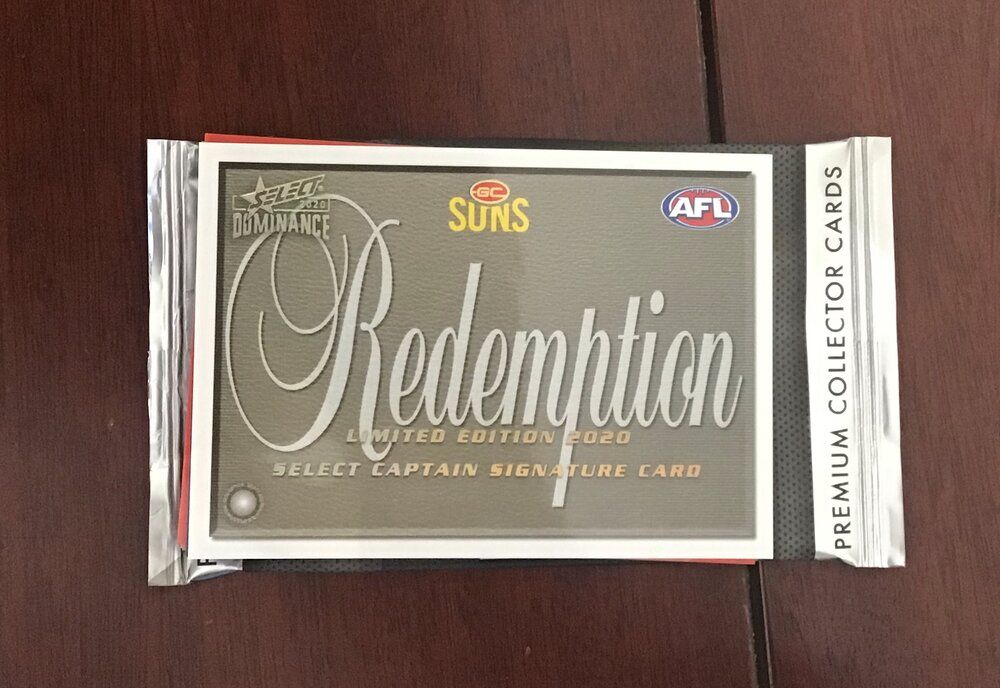 SELECT
2020
DOMINANCE
GC
SUNS
AFL
Redemption
LIMITED EDITION 2020
SELECT CAPTAIN SIGNATURE CARD
PREMIUM COLLECTOR CARDS